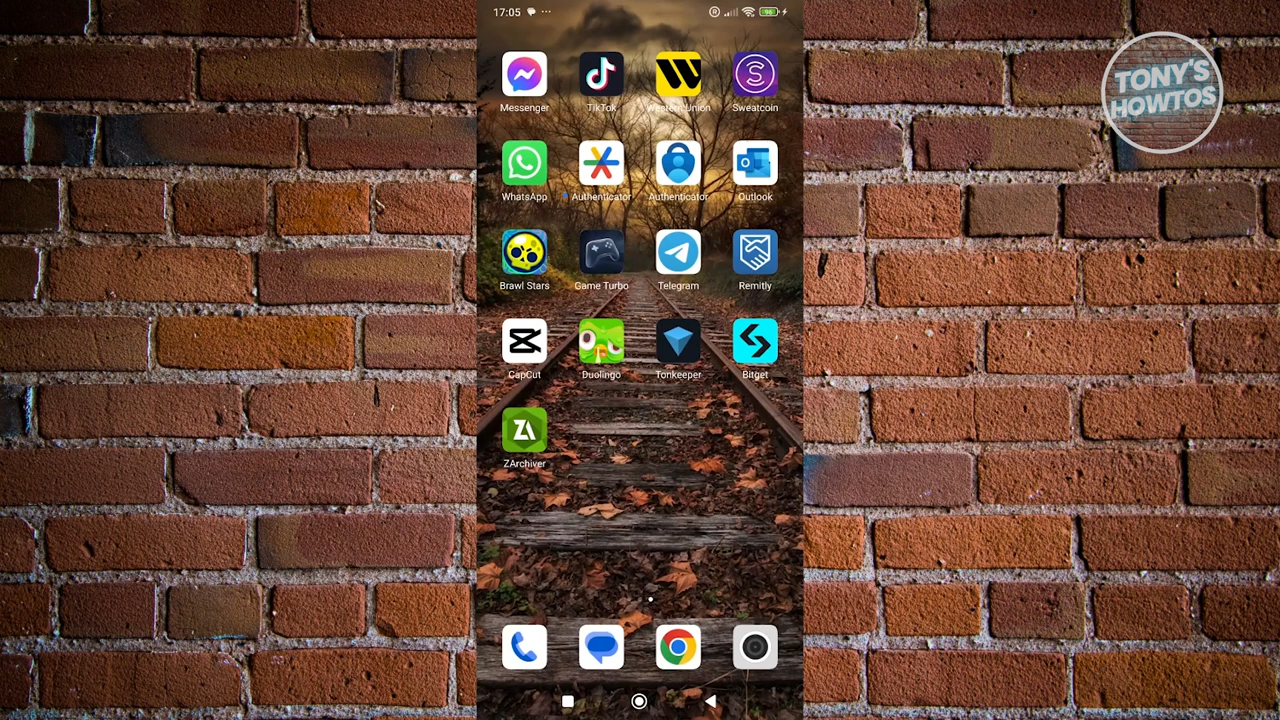 17:05
96
TONY'S
HOWTOS
Messenger
TikTok
Western Union
Sweatcoin
WhatsApp
Authenticator
Authenticator
Outlook
Brawl Stars
Game Turbo
Telegram
Remitly
CapCut
Duolingo
Tonkeeper
Bitget
ZArchiver